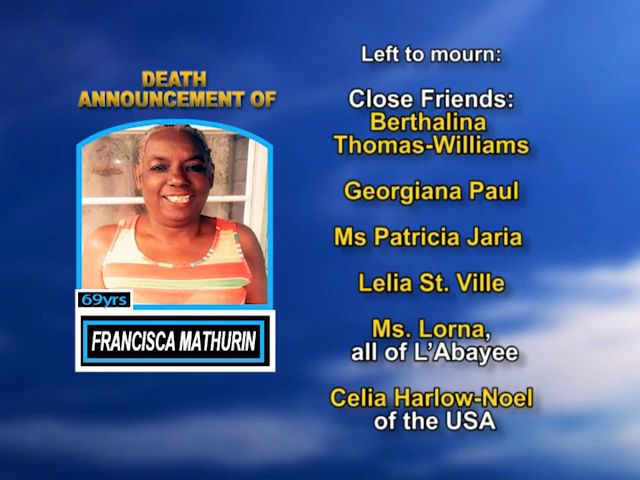 DEATH
ANNOUNCEMENT OF
69yrs
FRANCISCA MATHURIN
Left to mourn:
Close Friends:
Berthalina
Thomas-Williams
Georgiana Paul
Ms Patricia Jaria
Lelia St. Ville
Ms. Lorna,
all of L'Abayee
Celia Harlow-Noel
of the USA